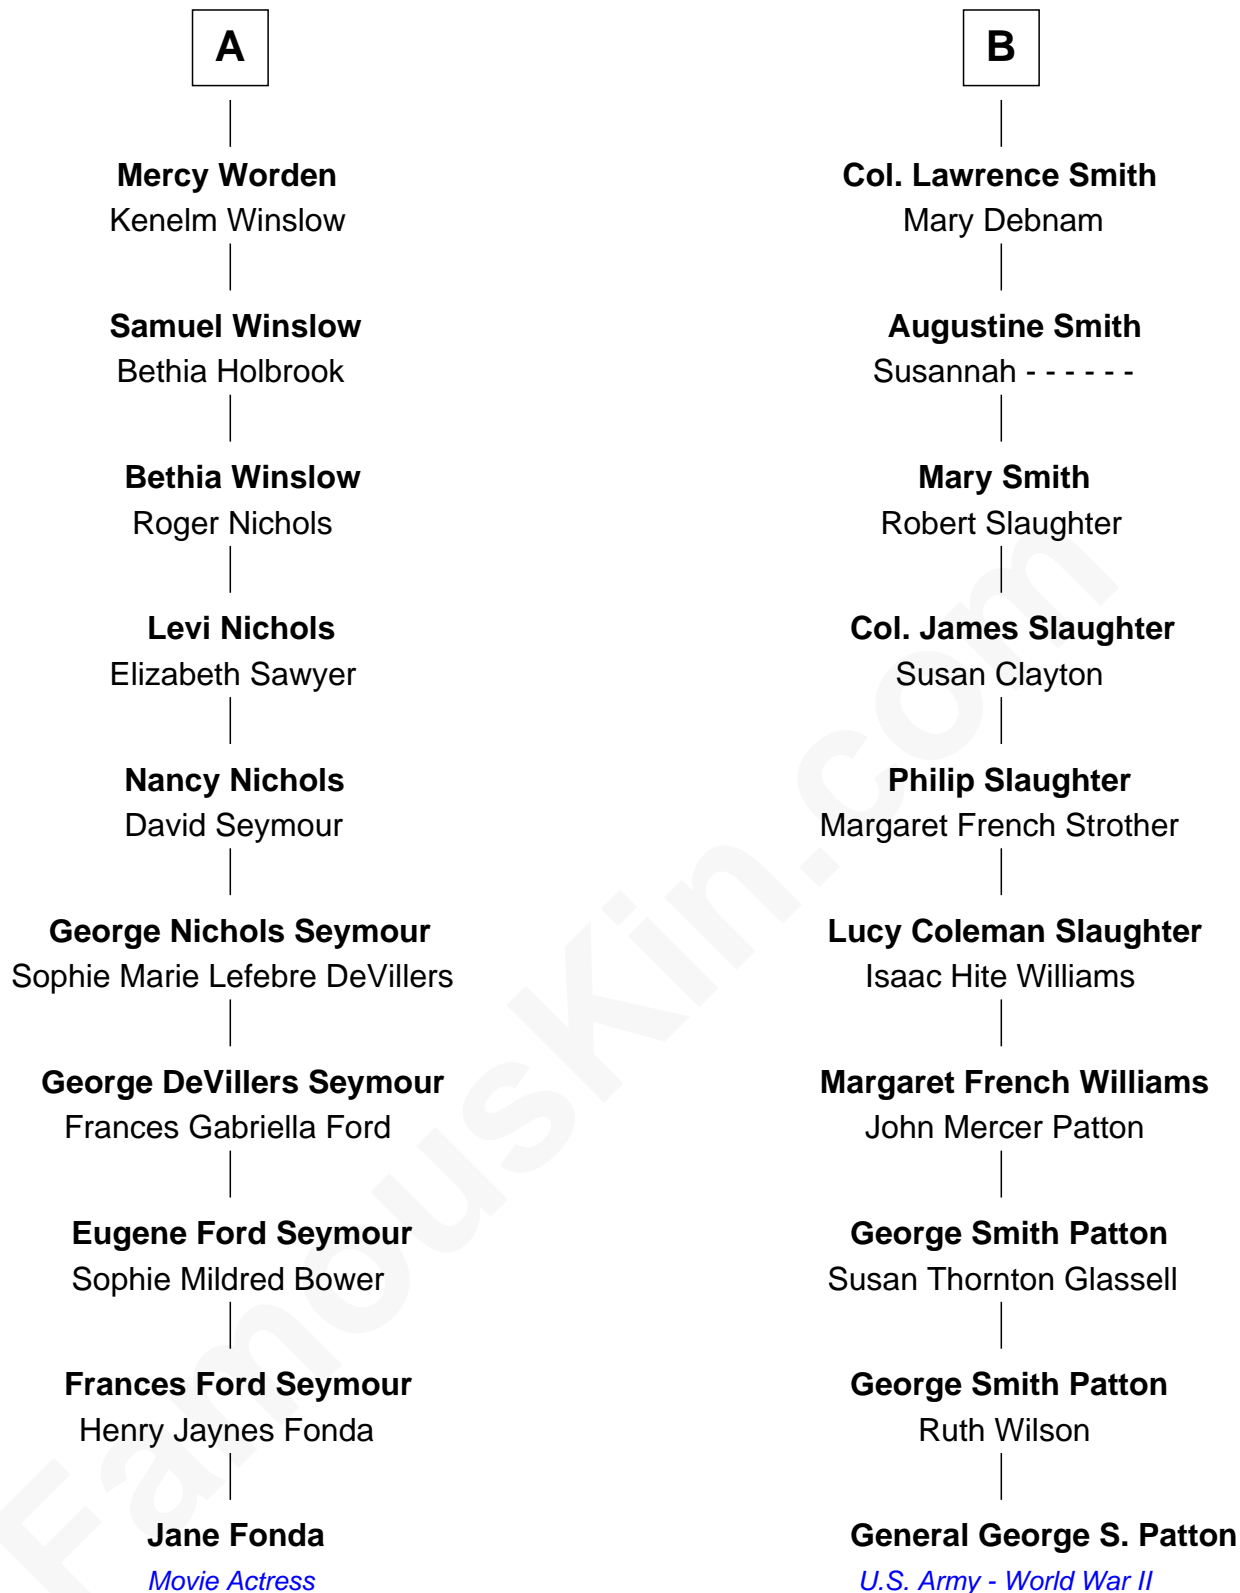 A
Mercy Worden
Kenelm Winslow
Samuel Winslow
Bethia Holbrook
Bethia Winslow
Roger Nichols
Levi Nichols
Elizabeth Sawyer
Nancy Nichols
David Seymour
George Nichols Seymour
Sophie Marie Lefebre DeVillers
George DeVillers Seymour
Frances Gabriella Ford
Eugene Ford Seymour
Sophie Mildred Bower
Frances Ford Seymour
Henry Jaynes Fonda
Jane Fonda
Movie Actress
B
Col. Lawrence Smith
Mary Debnam
Augustine Smith
Susannah - - - - - -
Mary Smith
Robert Slaughter
Col. James Slaughter
Susan Clayton
Philip Slaughter
Margaret French Strother
Lucy Coleman Slaughter
Isaac Hite Williams
Margaret French Williams
John Mercer Patton
George Smith Patton
Susan Thornton Glassell
George Smith Patton
Ruth Wilson
General George S. Patton
U.S. Army - World War II
FamousKin.com